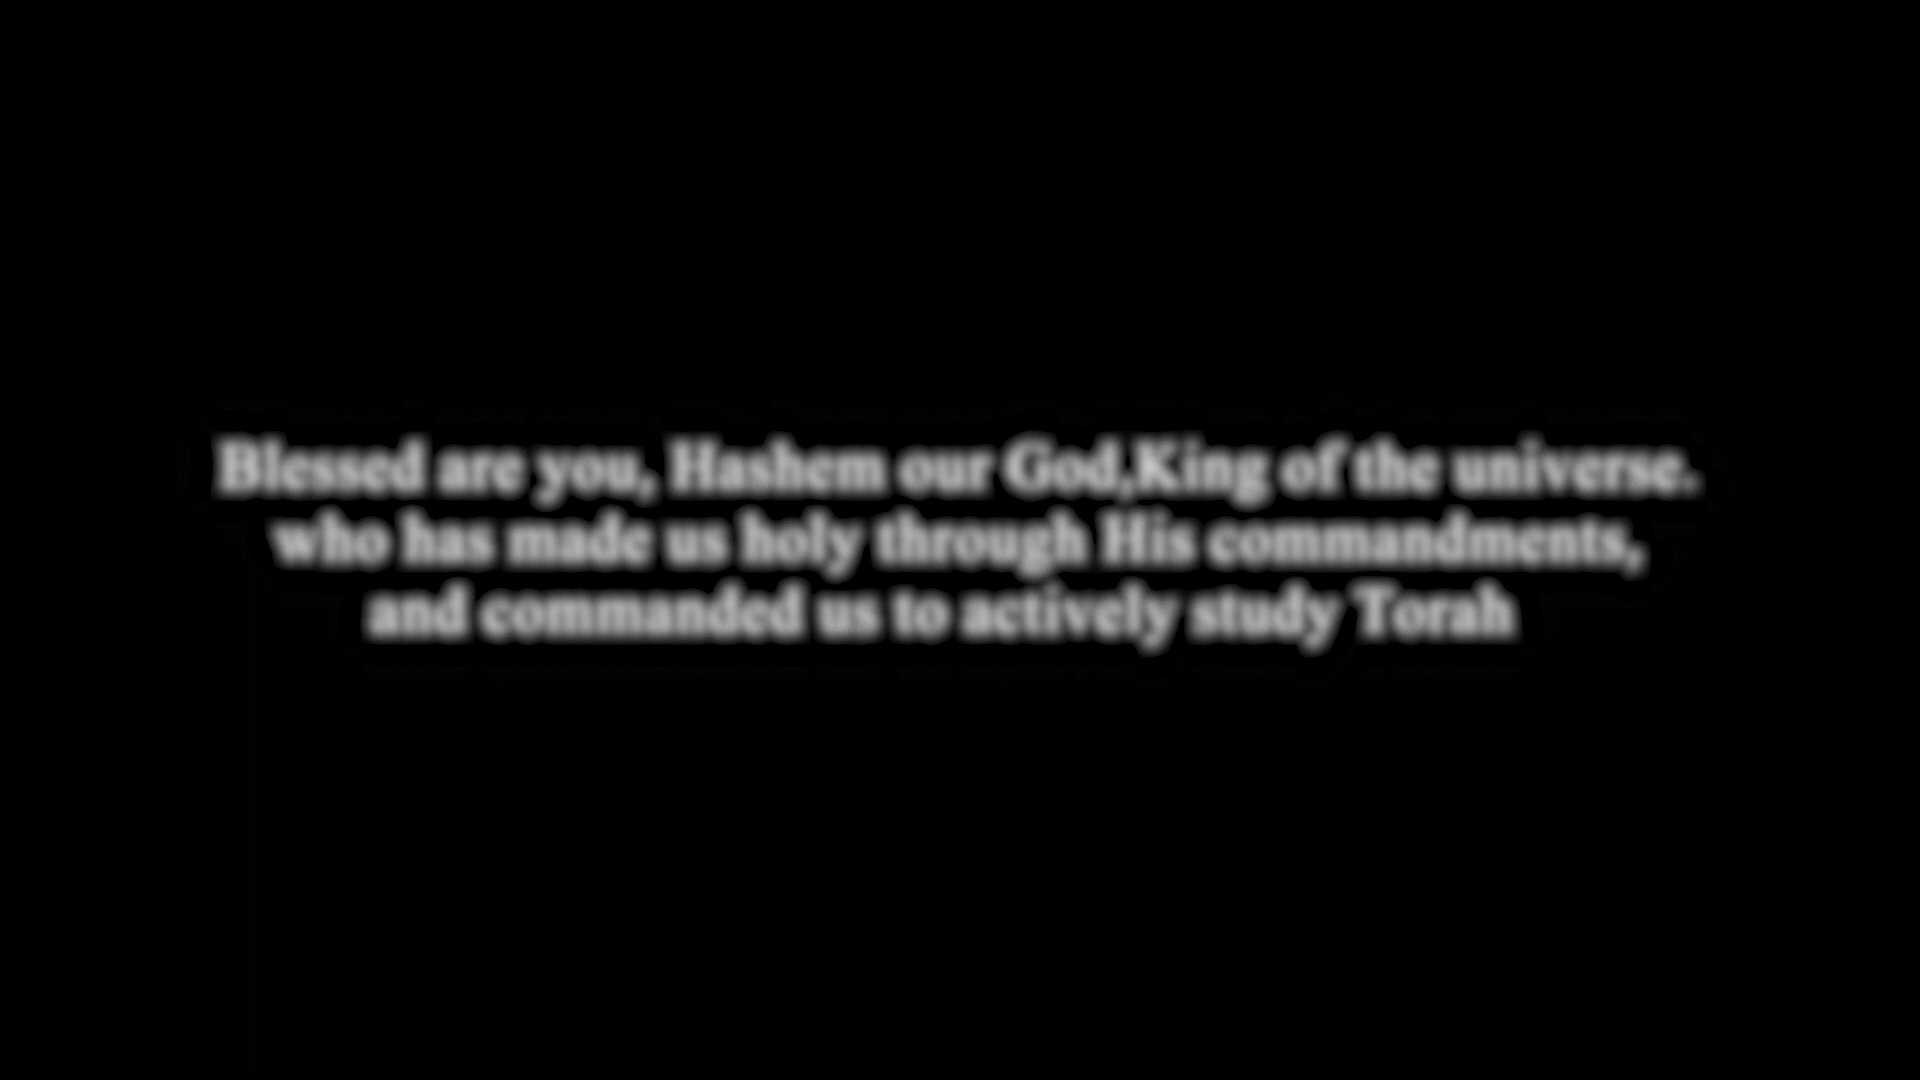 Blessed are you, Hashem our God,King of the universe.
who has made us holy through His commandments,
and commanded us to actively study Torah